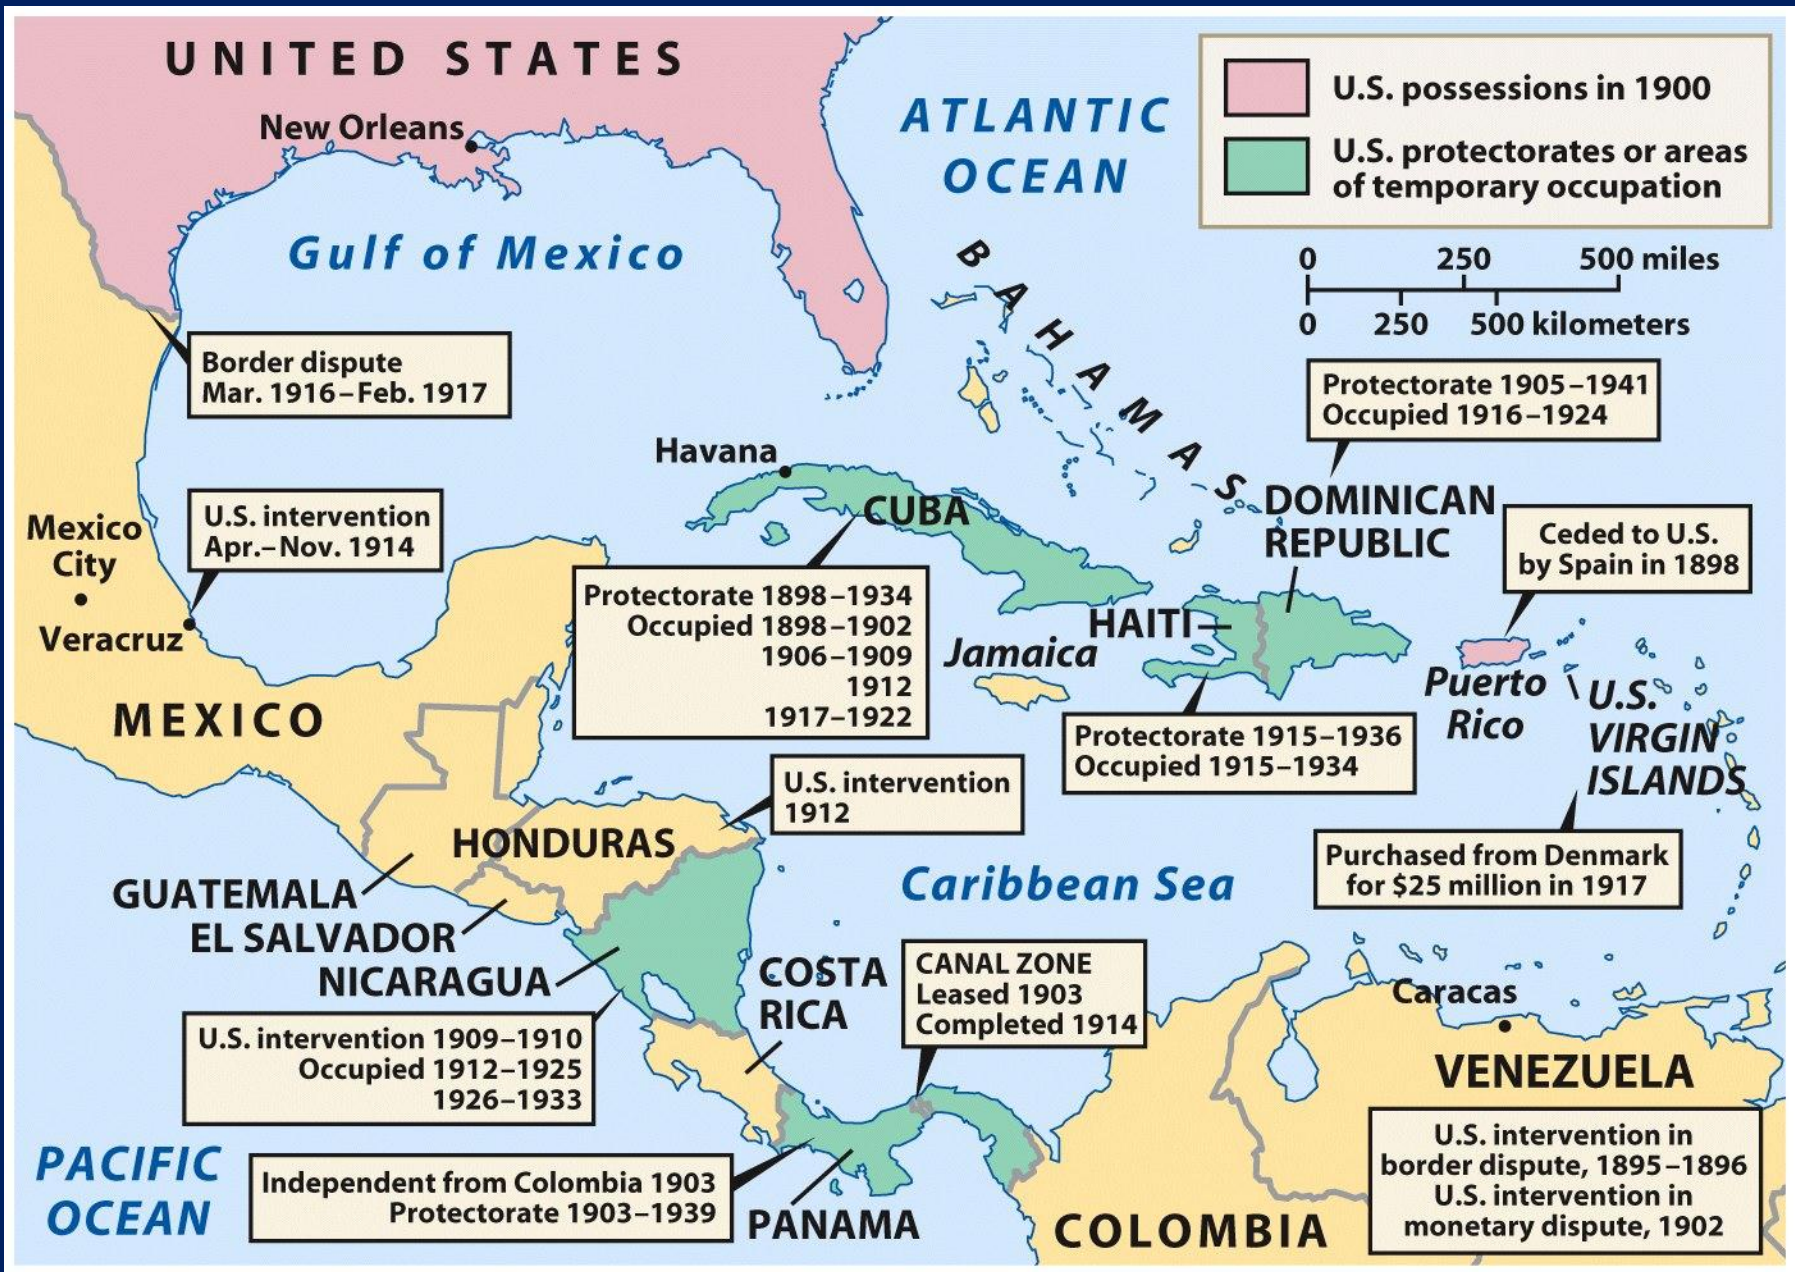 UNITED STATES
New Orleans
ATLANTIC
OCEAN
U.S. possessions in 1900
U.S. protectorates or areas
of temporary occupation
0 250 500 miles
0 250 500 kilometers
Gulf of Mexico
BAHAMAS
Border dispute
Mar. 1916–Feb. 1917
Protectorate 1905–1941
Occupied 1916–1924
Havana
CUBA
DOMINICAN
REPUBLIC
U.S. intervention
Apr.–Nov. 1914
Mexico
City
Veracruz
MEXICO
Ceded to U.S.
by Spain in 1898
Protectorate 1898–1934
Occupied 1898–1902
1906–1909
1912
1917–1922
HAITI
Jamaica
Puerto
Rico
U.S.
VIRGIN
ISLANDS
Protectorate 1915–1936
Occupied 1915–1934
U.S. intervention
1912
HONDURAS
Purchased from Denmark
for $25 million in 1917
Caribbean Sea
GUATEMALA
EL SALVADOR
NICARAGUA
COSTA
RICA
CANAL ZONE
Leased 1903
Completed 1914
Caracas
VENEZUELA
U.S. intervention 1909–1910
Occupied 1912–1925
1926–1933
U.S. intervention in
border dispute, 1895–1896
U.S. intervention in
monetary dispute, 1902
PACIFIC
OCEAN
Independent from Colombia 1903
Protectorate 1903–1939
PANAMA
COLOMBIA